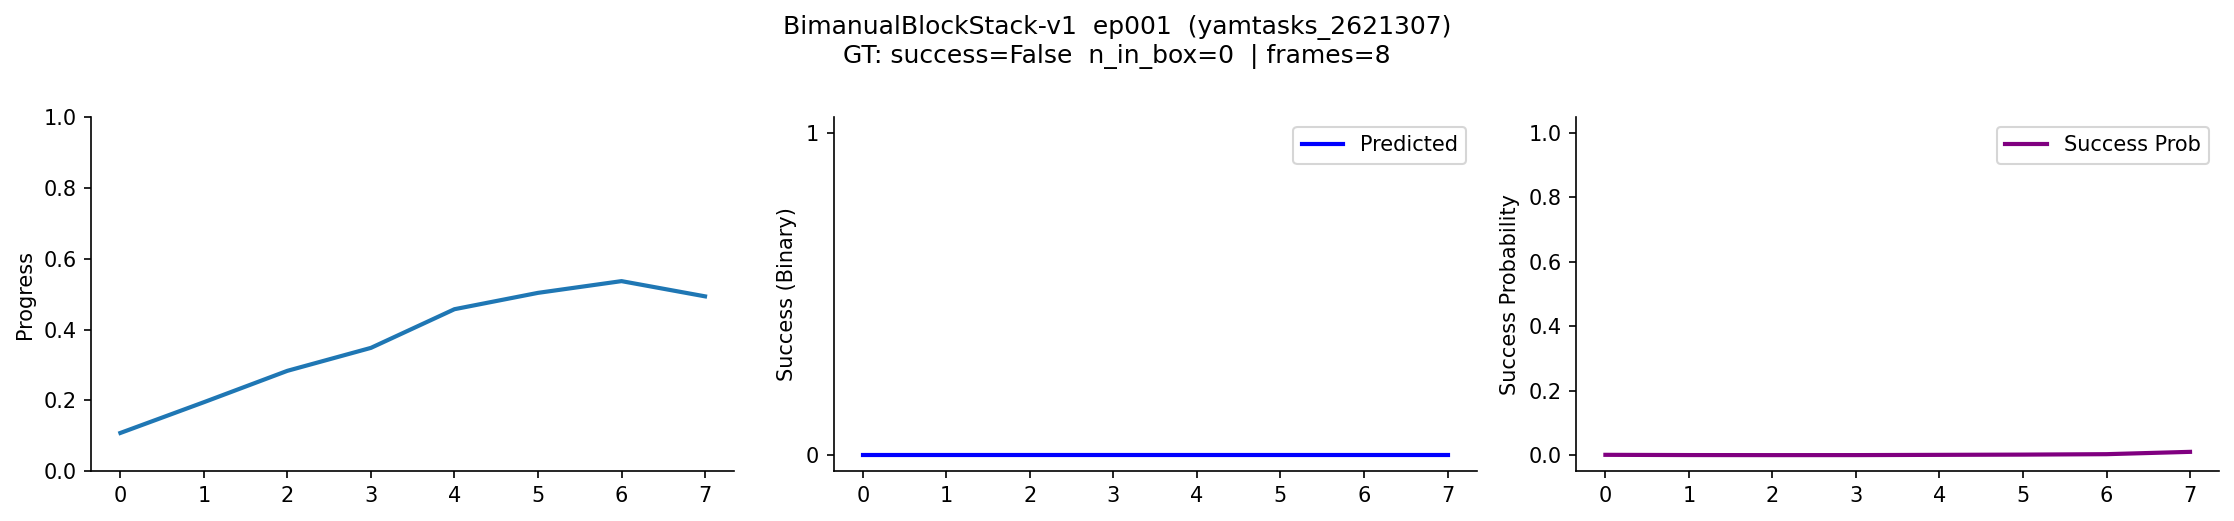 BimanualBlockStack-v1 ep001 (yamtasks_2621307)
GT: success=False n_in_box=0 | frames=8
Progress
1.0
0.8
0.6
0.4
0.2
0.0
0 1 2 3 4 5 6 7
Success (Binary)
1
0
Predicted
0 1 2 3 4 5 6 7
Success Probability
1.0
0.8
0.6
0.4
0.2
0.0
Success Prob
0 1 2 3 4 5 6 7